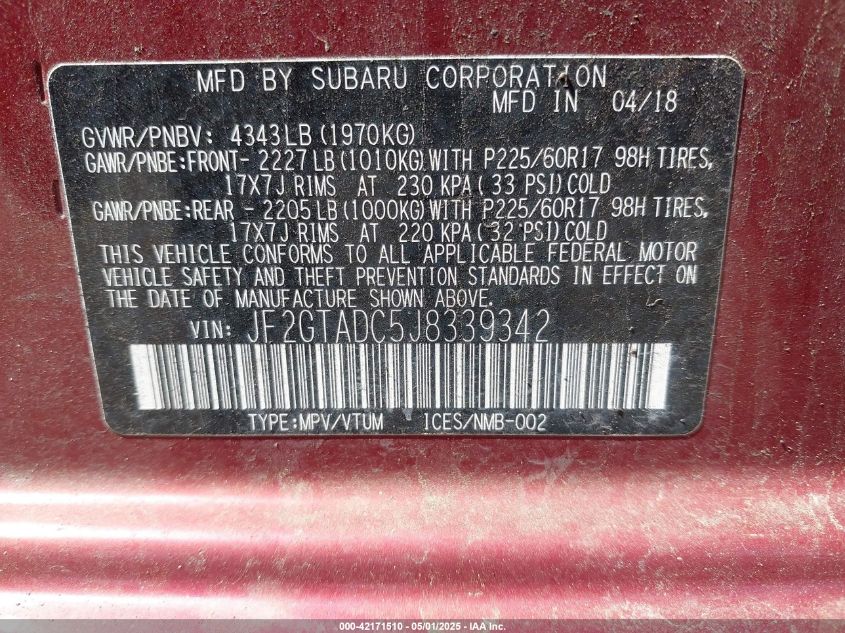 MFD BY SUBARU CORPORATION
MFD IN 04/18
GVWR/PNBV: 4343LB (1970KG)
GAWR/PNBE:FRONT- 2227 LB (1010KG) WITH P225/60R17 98H TIRES,
17X7J RIMS AT 230 KPA ( 33 PSI) COLD
GAWR/PNBE:REAR - 2205 LB (1000KG) WITH P225/60R17 98H TIRES,
17X7J RIMS AT 220 KPA ( 32 PSI) COLD
THIS VEHICLE CONFORMS TO ALL APPLICABLE FEDERAL MOTOR
VEHICLE SAFETY AND THEFT PREVENTION STANDARDS IN EFFECT ON
THE DATE OF MANUFACTURE SHOWN ABOVE.
VIN: JF2GTADC5J8339342
TYPE:MPV/VTUM ICES/NMB-002
000-42171510 - 05/01/2025 - IAA Inc.